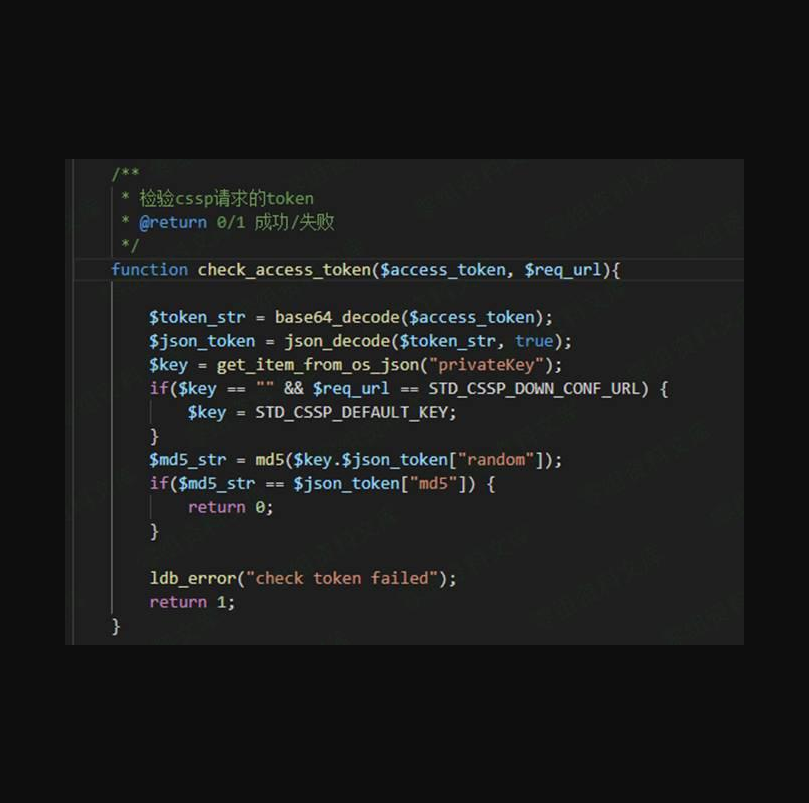 /**
 * 检验cssp请求的token
 * @return 0/1 成功/失败
 */
function check_access_token($access_token, $req_url){
$token_str = base64_decode($access_token);
$json_token = json_decode($token_str, true);
$key = get_item_from_os_json("privateKey");
if($key == "" && $req_url == STD_CSSP_DOWN_CONF_URL) {
$key = STD_CSSP_DEFAULT_KEY;
}
$md5_str = md5($key.$json_token["random"]);
if($md5_str == $json_token["md5"]) {
return 0;
}
ldb_error("check token failed");
return 1;
}